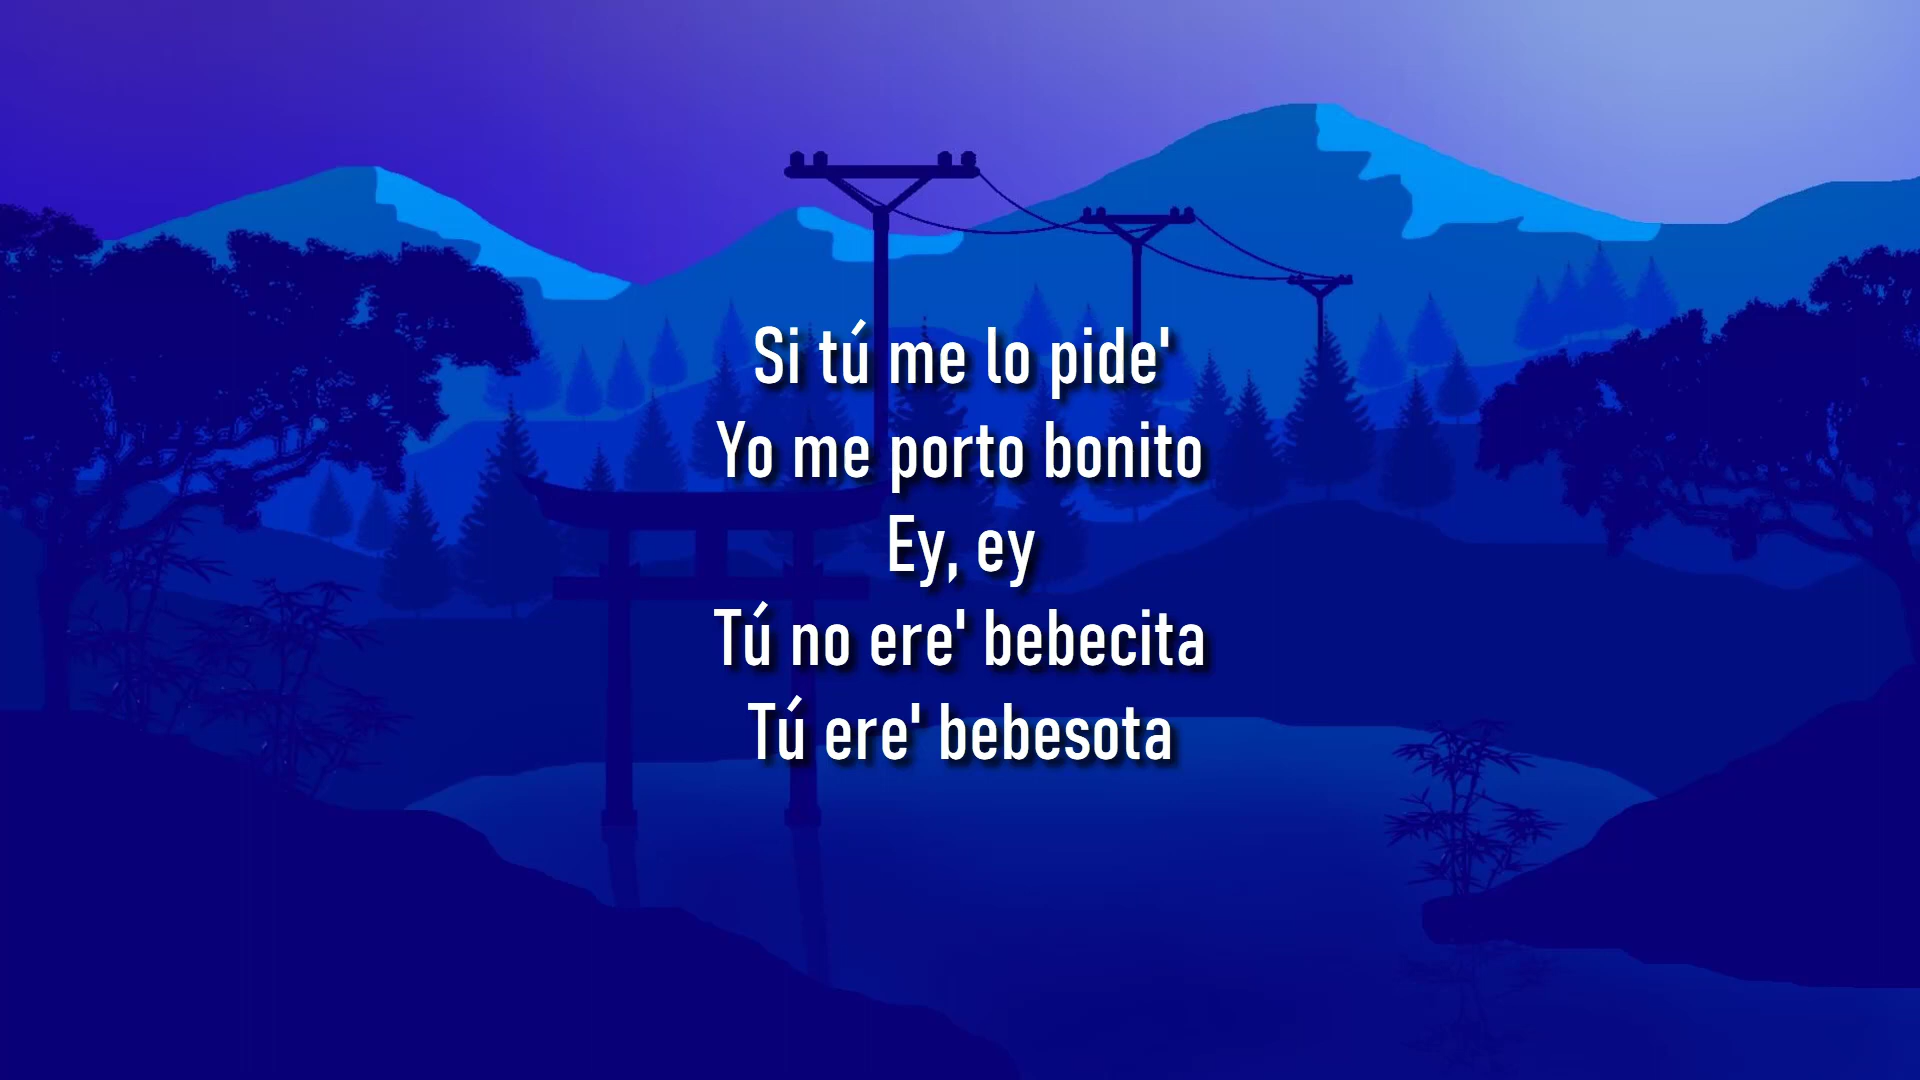 Si tú me lo pide'
Yo me porto bonito
Ey, ey
Tú no ere' bebecita
Tú ere' bebesota